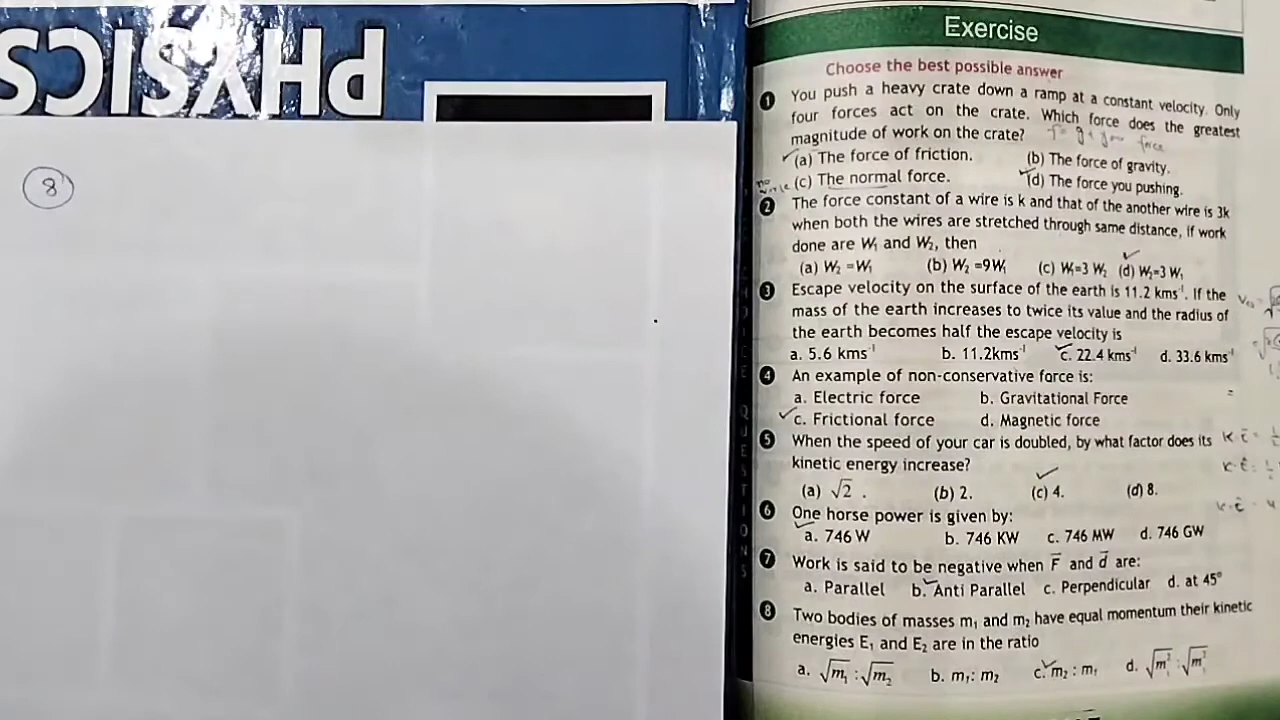 PHYSICS
8
Exercise
Choose the best possible answer
1 You push a heavy crate down a ramp at a constant velocity. Only
four forces act on the crate. Which force does the greatest
magnitude of work on the crate?
(a) The force of friction. (b) The force of gravity.
(c) The normal force. (d) The force you pushing.
2 The force constant of a wire is k and that of the another wire is 3k
when both the wires are stretched through same distance, if work
done are W₁ and W₂, then
(a) W₂ =W₁ (b) W₂ =9W₁ (c) W₁=3 W₂ (d) W₂=3 W₁
3 Escape velocity on the surface of the earth is 11.2 kms⁻¹. If the
mass of the earth increases to twice its value and the radius of
the earth becomes half the escape velocity is
a. 5.6 kms⁻¹ b. 11.2kms⁻¹ c. 22.4 kms⁻¹ d. 33.6 kms⁻¹
4 An example of non-conservative force is:
a. Electric force b. Gravitational Force
c. Frictional force d. Magnetic force
5 When the speed of your car is doubled, by what factor does its
kinetic energy increase?
(a) √2 . (b) 2. (c) 4. (d) 8.
6 One horse power is given by:
a. 746 W b. 746 KW c. 746 MW d. 746 GW
7 Work is said to be negative when F⃗ and d⃗ are:
a. Parallel b. Anti Parallel c. Perpendicular d. at 45°
8 Two bodies of masses m₁ and m₂ have equal momentum their kinetic
energies E₁ and E₂ are in the ratio
a. √m₁ : √m₂ b. m₁: m₂ c. m₂ : m₁ d.